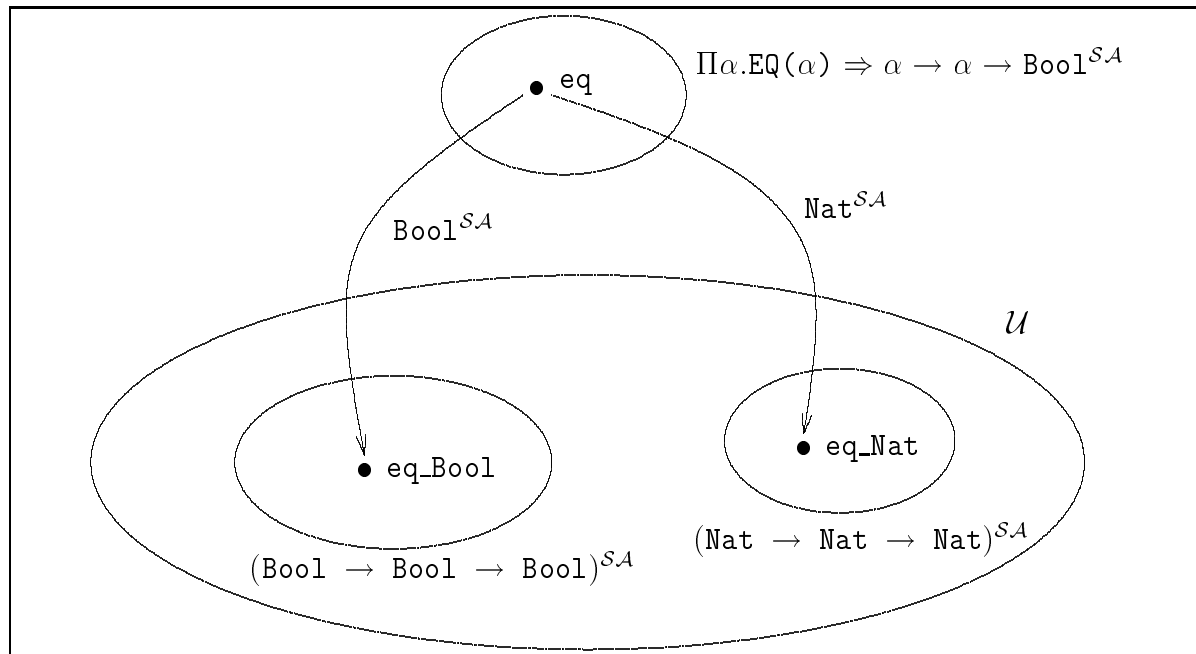 eq
Πα.EQ(α) ⇒ α → α → Bool^{𝒮𝒜}
Bool^{𝒮𝒜}
Nat^{𝒮𝒜}
𝒰
eq_Bool
eq_Nat
(Bool → Bool → Bool)^{𝒮𝒜}
(Nat → Nat → Nat)^{𝒮𝒜}